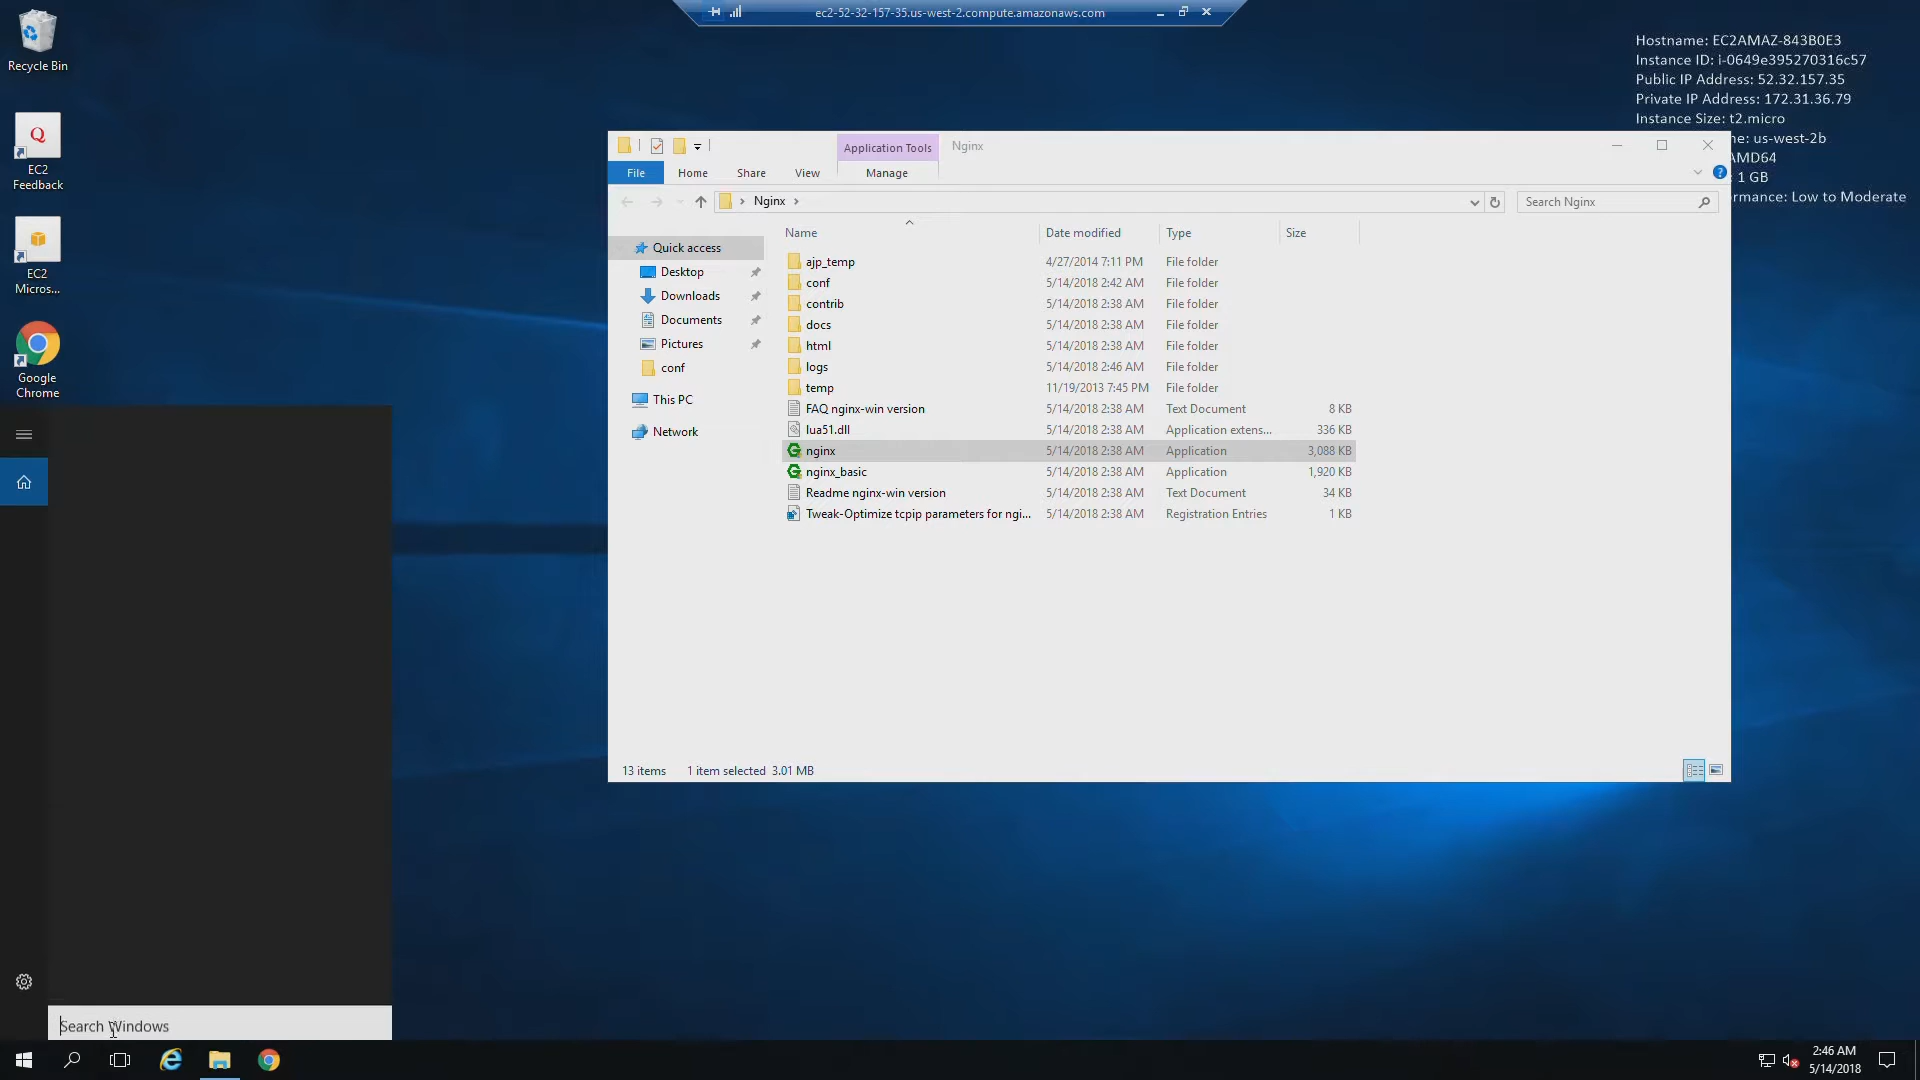 ec2-52-32-157-35.us-west-2.compute.amazonaws.com
Recycle Bin
EC2
Feedback
EC2
Micros...
Google
Chrome
Hostname: EC2AMAZ-843B0E3
Instance ID: i-0649e395270316c57
Public IP Address: 52.32.157.35
Private IP Address: 172.31.36.79
Instance Size: t2.micro
ne: us-west-2b
AMD64
: 1 GB
ormance: Low to Moderate
Application Tools
Nginx
File
Home
Share
View
Manage
Nginx
Search Nginx
Quick access
Desktop
Downloads
Documents
Pictures
conf
This PC
Network
Name Date modified Type Size
ajp_temp 4/27/2014 7:11 PM File folder
conf 5/14/2018 2:42 AM File folder
contrib 5/14/2018 2:38 AM File folder
docs 5/14/2018 2:38 AM File folder
html 5/14/2018 2:38 AM File folder
logs 5/14/2018 2:46 AM File folder
temp 11/19/2013 7:45 PM File folder
FAQ nginx-win version 5/14/2018 2:38 AM Text Document 8 KB
lua51.dll 5/14/2018 2:38 AM Application extens... 336 KB
nginx 5/14/2018 2:38 AM Application 3,088 KB
nginx_basic 5/14/2018 2:38 AM Application 1,920 KB
Readme nginx-win version 5/14/2018 2:38 AM Text Document 34 KB
Tweak-Optimize tcpip parameters for ngi... 5/14/2018 2:38 AM Registration Entries 1 KB
13 items 1 item selected 3.01 MB
Search Windows
2:46 AM
5/14/2018